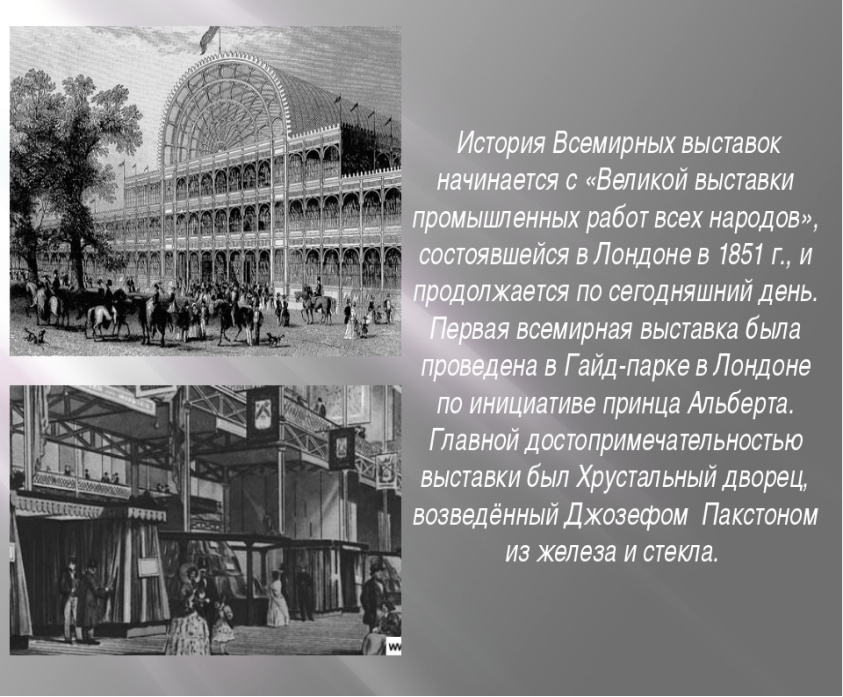 История Всемирных выставок
начинается с «Великой выставки
промышленных работ всех народов»,
состоявшейся в Лондоне в 1851 г., и
продолжается по сегодняшний день.
Первая всемирная выставка была
проведена в Гайд-парке в Лондоне
по инициативе принца Альберта.
Главной достопримечательностью
выставки был Хрустальный дворец,
возведённый Джозефом Пакстоном
из железа и стекла.